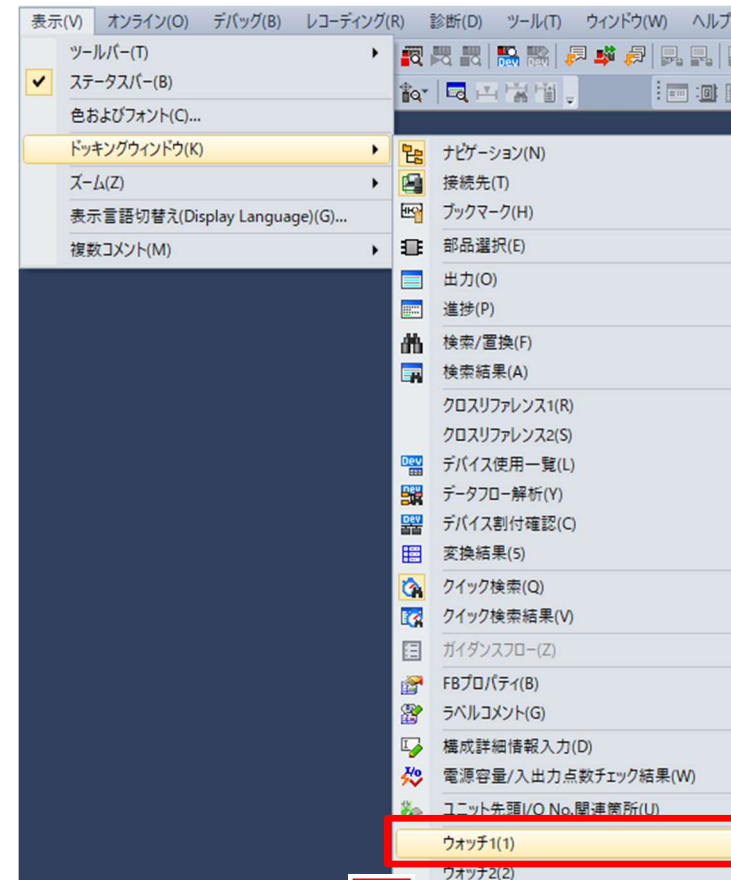 表示(V) オンライン(O) デバッグ(B) レコーディング(R) 診断(D) ツール(T) ウィンドウ(W) ヘルプ
ツールバー(T)
ステータスバー(B)
色およびフォント(C)...
ドッキングウィンドウ(K)
ズーム(Z)
表示言語切替え(Display Language)(G)...
複数コメント(M)
ナビゲーション(N)
接続先(T)
ブックマーク(H)
部品選択(E)
出力(O)
進捗(P)
検索/置換(F)
検索結果(A)
クロスリファレンス1(R)
クロスリファレンス2(S)
デバイス使用一覧(L)
データフロー解析(Y)
デバイス割付確認(C)
変換結果(5)
クイック検索(Q)
クイック検索結果(V)
ガイダンスフロー(Z)
FBプロパティ(B)
ラベルコメント(G)
構成詳細情報入力(D)
電源容量/入出力点数チェック結果(W)
ユニット先頭I/O No.関連箇所(U)
ウォッチ1(1)
ウォッチ2(2)